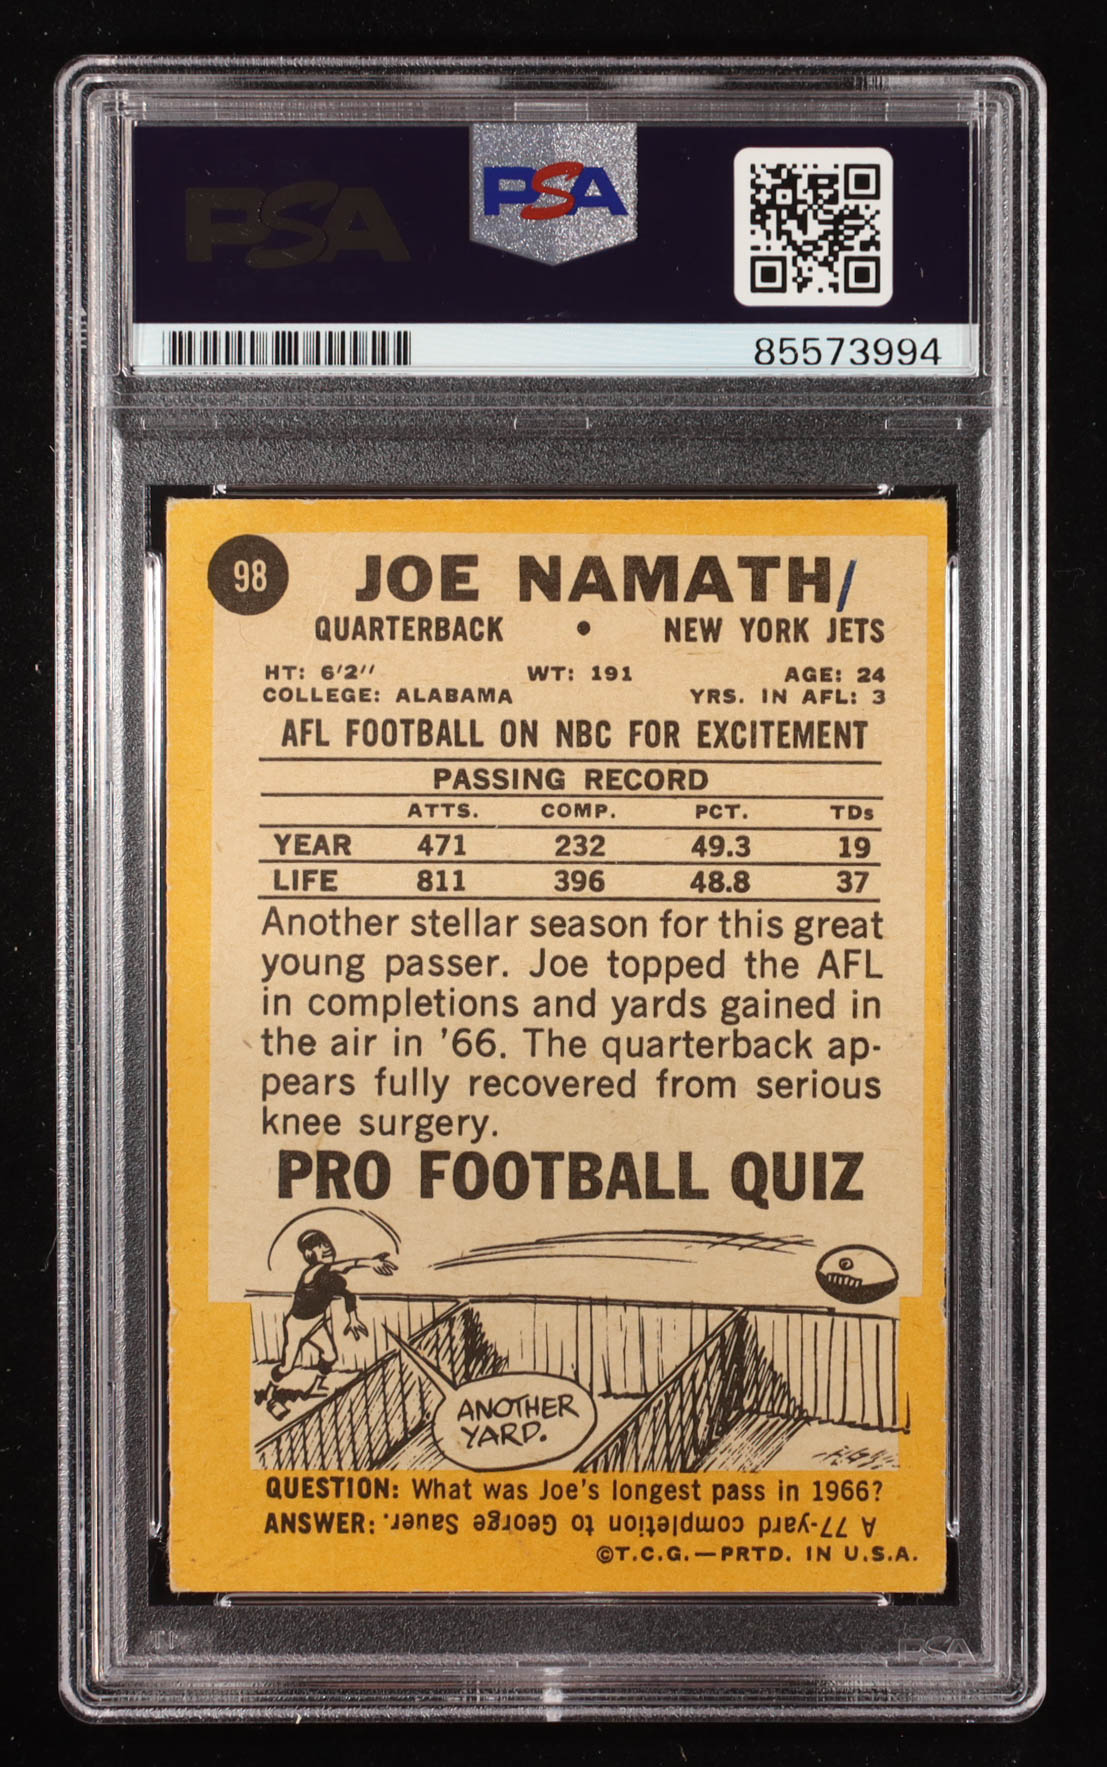 PSA
PSA
85573994
98
JOE NAMATH/
QUARTERBACK • NEW YORK JETS
HT: 6'2" WT: 191 AGE: 24
COLLEGE: ALABAMA YRS. IN AFL: 3
AFL FOOTBALL ON NBC FOR EXCITEMENT
PASSING RECORD
ATTS. COMP. PCT. TDs
YEAR 471 232 49.3 19
LIFE 811 396 48.8 37
Another stellar season for this great
young passer. Joe topped the AFL
in completions and yards gained in
the air in '66. The quarterback ap-
pears fully recovered from serious
knee surgery.
PRO FOOTBALL QUIZ
ANOTHER
YARD.
QUESTION: What was Joe's longest pass in 1966?
ANSWER: A 77-yard completion to George Sauer, Janes.
©T.C.G.—PRTD. IN U.S.A.
PSA